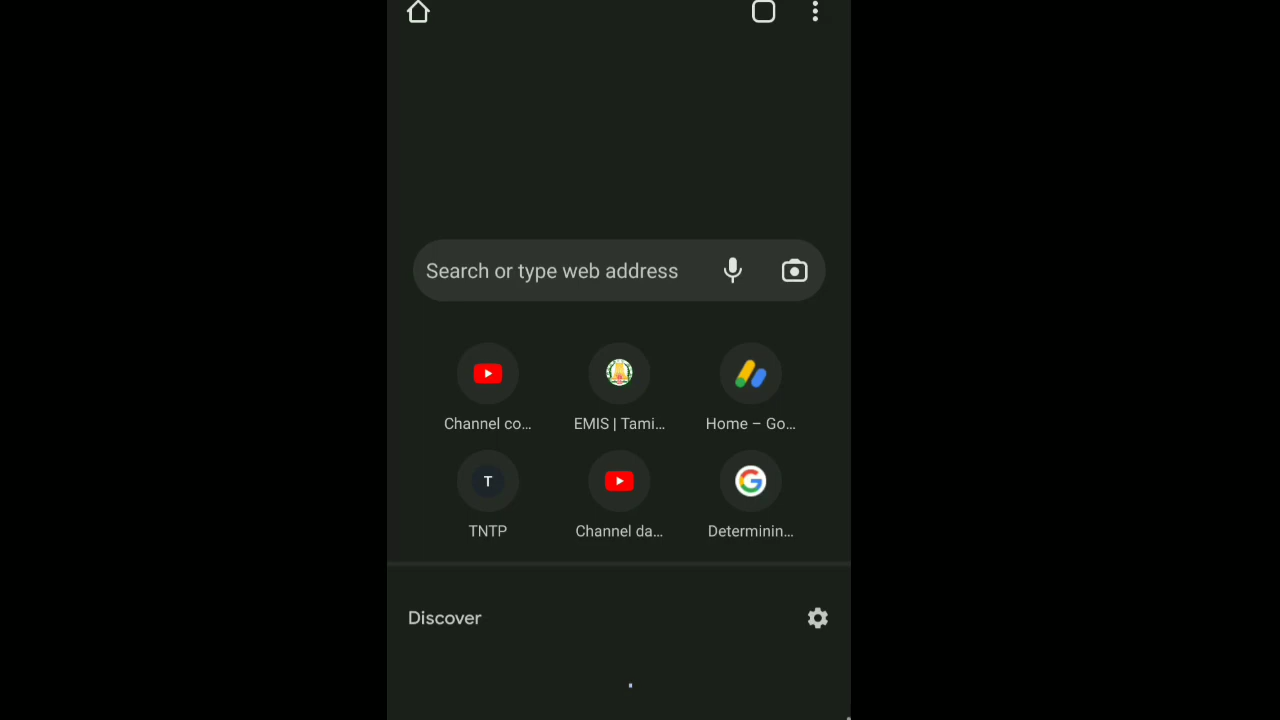 Search or type web address
Channel co...
EMIS | Tami...
Home – Go...
T
TNTP
Channel da...
Determinin...
Discover